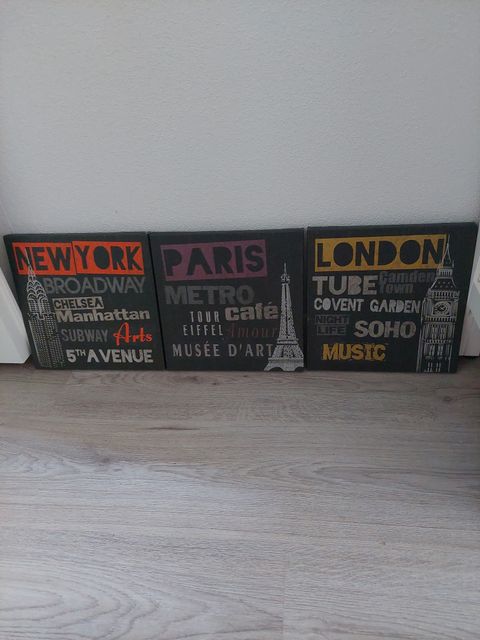 NEW YORK
BROADWAY
CHELSEA
Manhattan
SUBWAY Arts
5TH AVENUE
PARIS
METRO
TOUR café
EIFFEL Amour
MUSÉE D'ART
LONDON
TUBE Camden Town
COVENT GARDEN
NIGHT LIFE SOHO
MUSIC